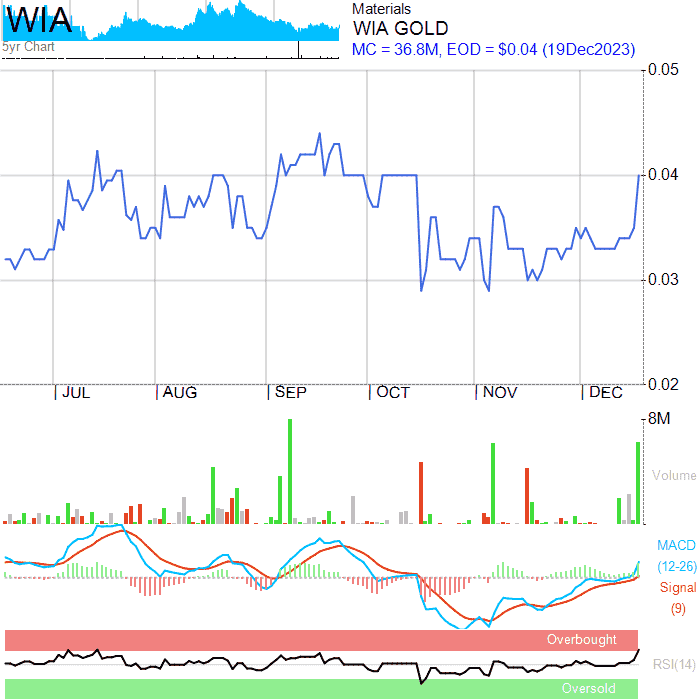 WIA
5yr Chart
Materials
WIA GOLD
MC = 36.8M, EOD = $0.04 (19Dec2023)
0.05
0.04
0.03
0.02
JUL AUG SEP OCT NOV DEC
8M
Volume
MACD
(12-26)
Signal
(9)
Overbought
RSI(14)
Oversold